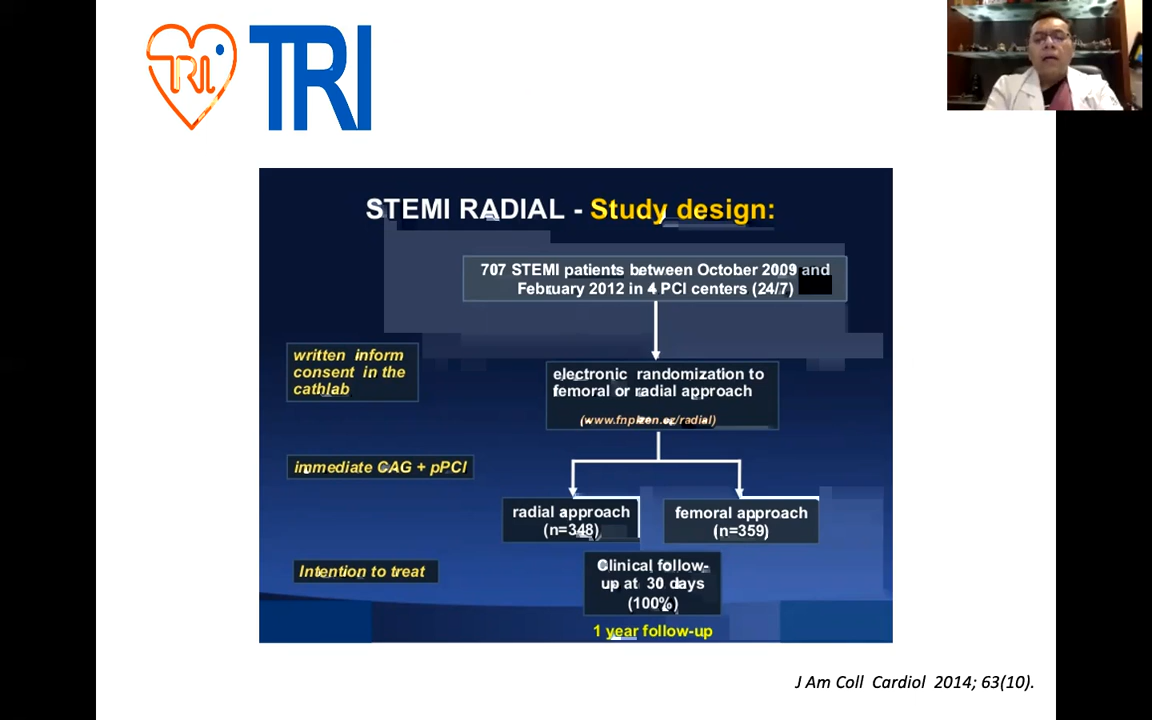 TRI
TRI
STEMI RADIAL - Study design:
707 STEMI patients between October 2009 and
February 2012 in 4 PCI centers (24/7)
written inform
consent in the
cathlab
electronic randomization to
femoral or radial approach
immediate CAG + pPCI
radial approach
(n=348)
femoral approach
(n=359)
Intention to treat
Clinical follow-
up at 30 days
(100%)
1 year follow-up
J Am Coll Cardiol 2014; 63(10).